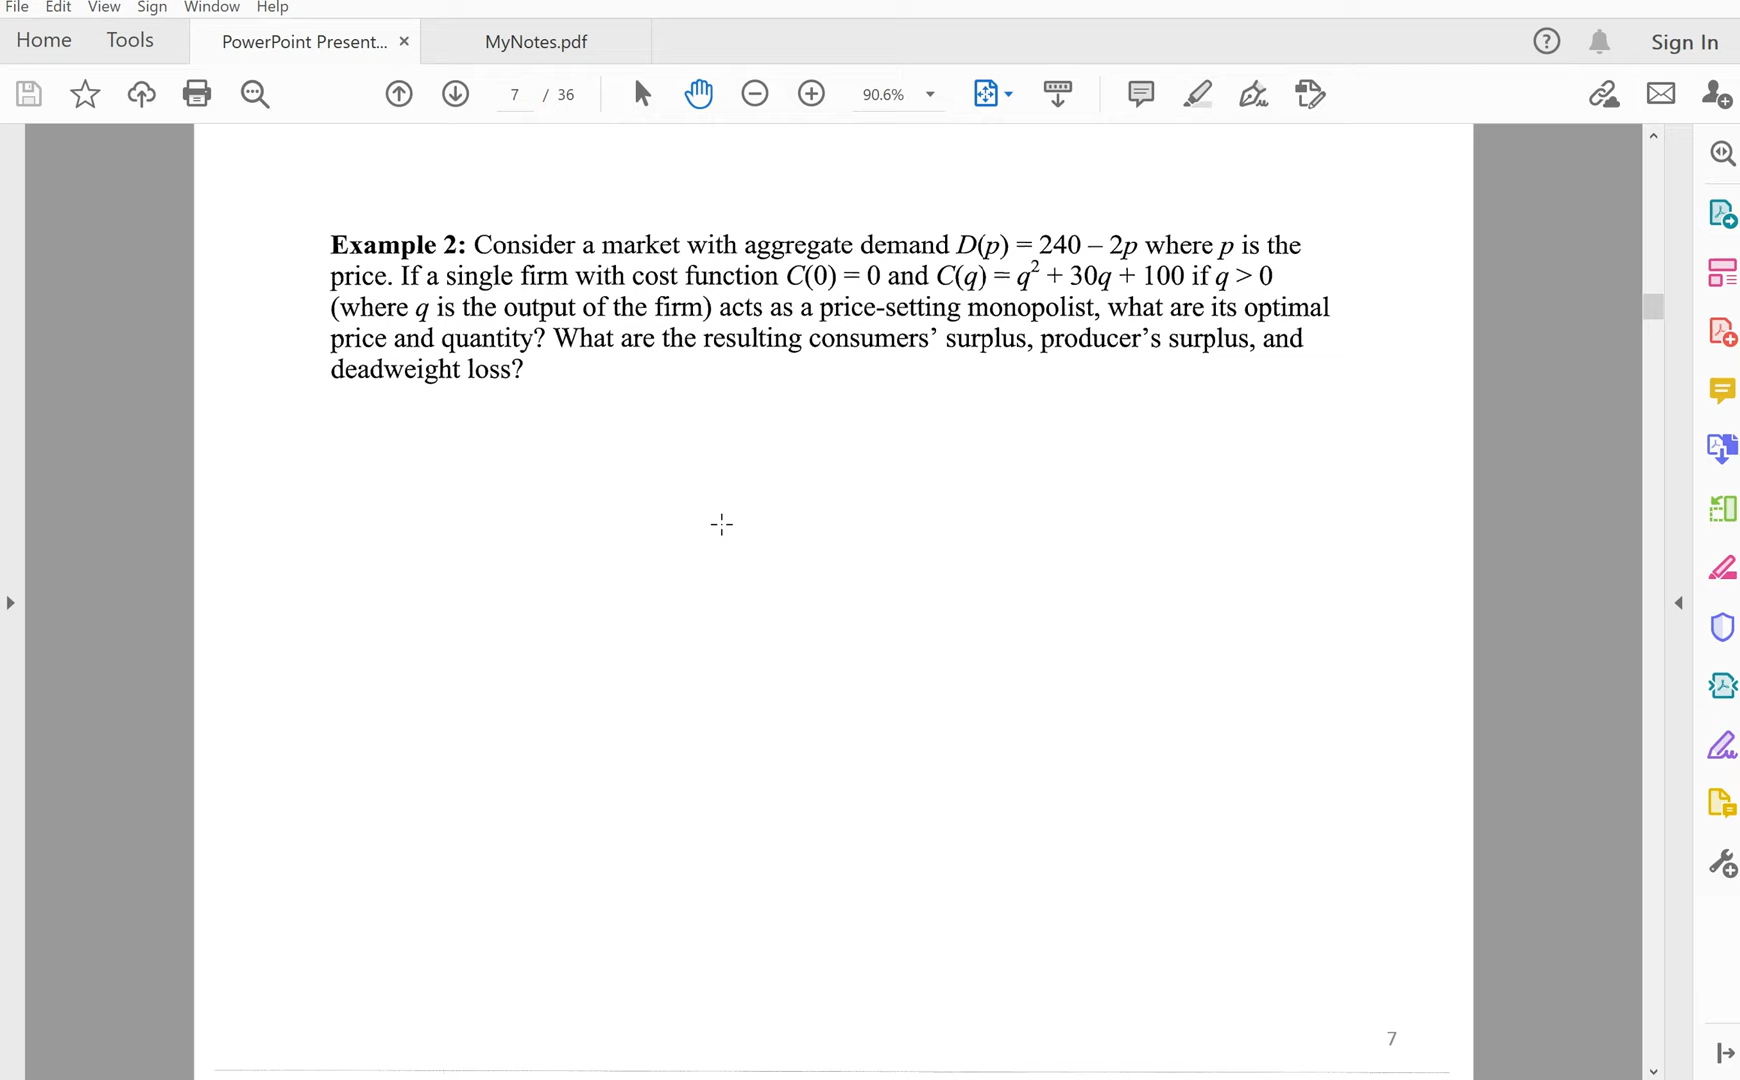 File Edit View Sign Window Help
Home Tools PowerPoint Present... × MyNotes.pdf Sign In
7 / 36 90.6%
Example 2: Consider a market with aggregate demand D(p) = 240 – 2p where p is the
price. If a single firm with cost function C(0) = 0 and C(q) = q² + 30q + 100 if q > 0
(where q is the output of the firm) acts as a price-setting monopolist, what are its optimal
price and quantity? What are the resulting consumers’ surplus, producer’s surplus, and
deadweight loss?
7